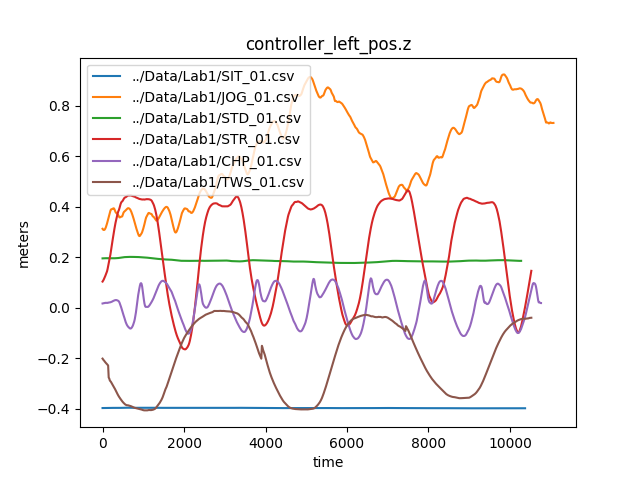 controller_left_pos.z
../Data/Lab1/SIT_01.csv
../Data/Lab1/JOG_01.csv
../Data/Lab1/STD_01.csv
../Data/Lab1/STR_01.csv
../Data/Lab1/CHP_01.csv
../Data/Lab1/TWS_01.csv
meters
0.8
0.6
0.4
0.2
0.0
−0.2
−0.4
0 2000 4000 6000 8000 10000
time